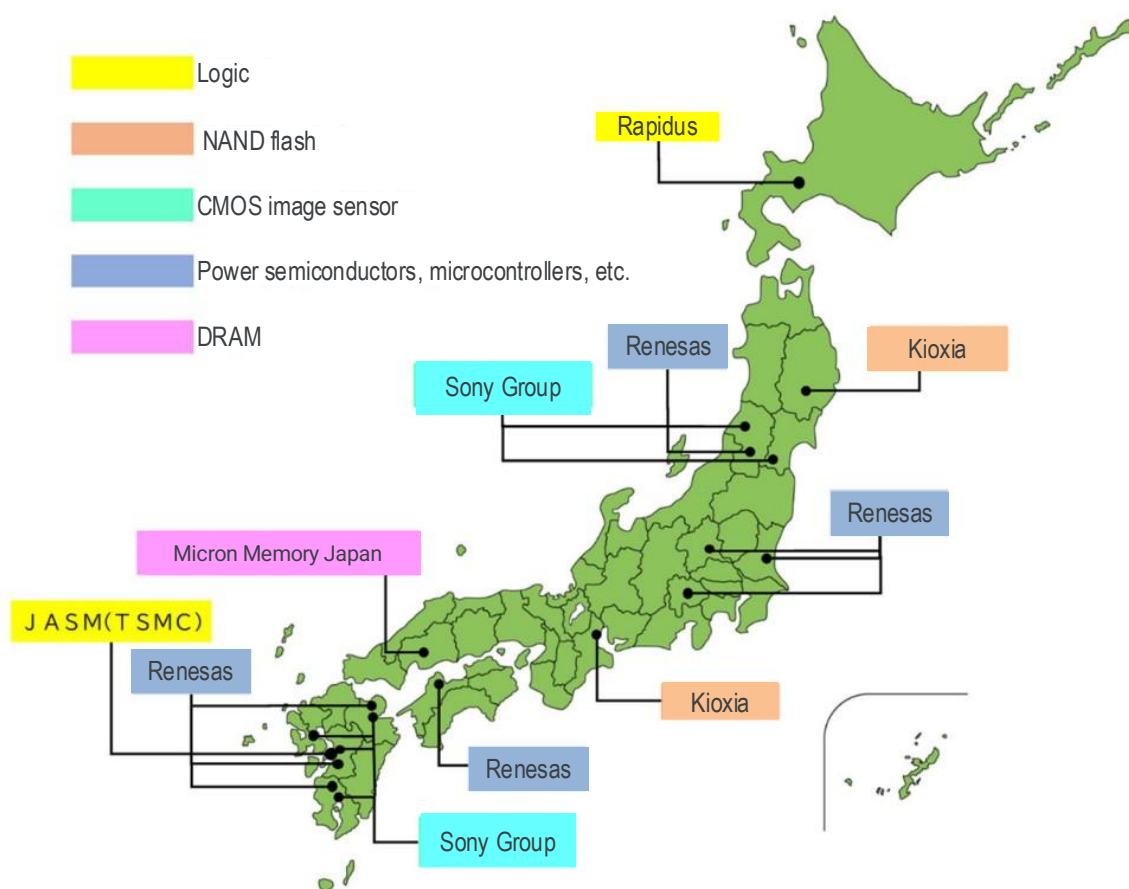 Logic
NAND flash
CMOS image sensor
Power semiconductors, microcontrollers, etc.
DRAM
Rapidus
Renesas
Kioxia
Sony Group
Renesas
Micron Memory Japan
JASM(TSMC)
Renesas
Kioxia
Renesas
Sony Group